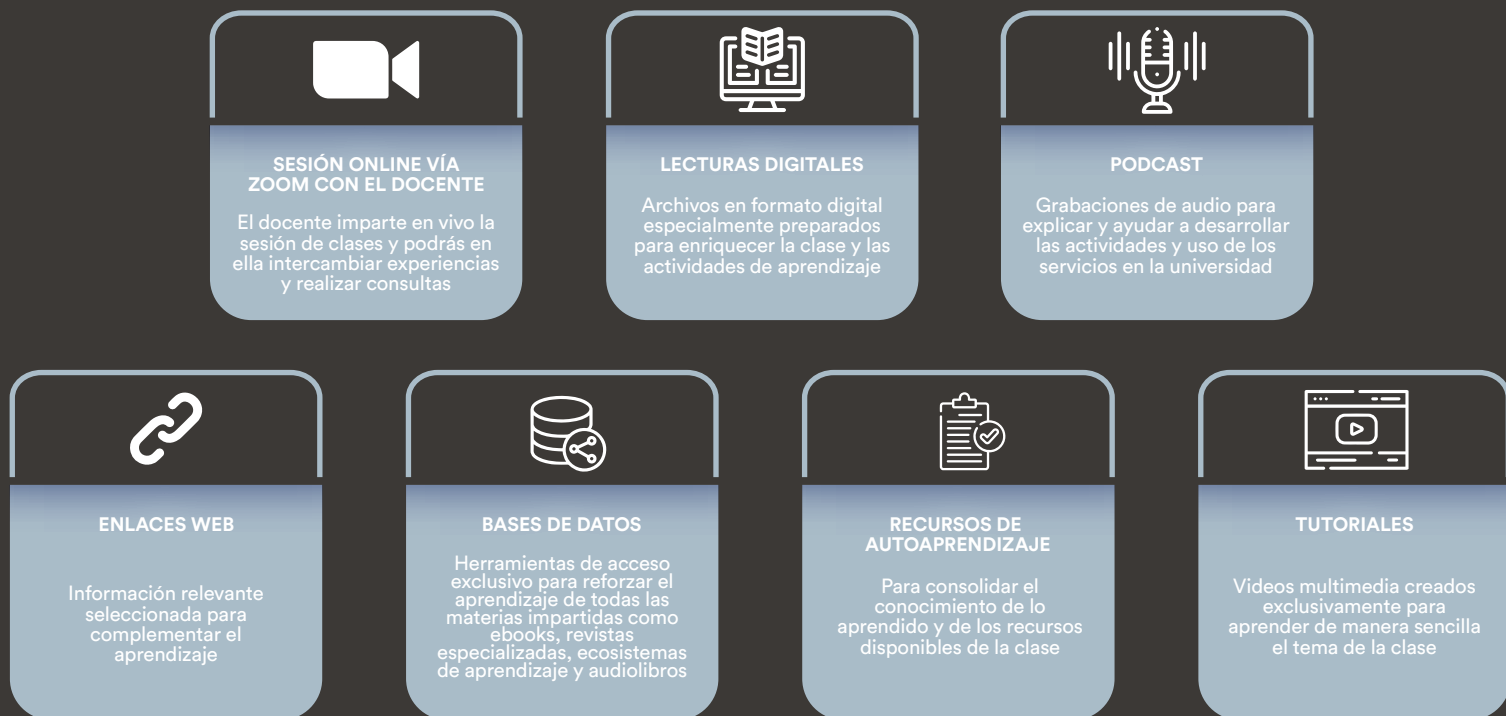 SESIÓN ONLINE VÍA
ZOOM CON EL DOCENTE
El docente imparte en vivo la
sesión de clases y podrás en
ella intercambiar experiencias
y realizar consultas
LECTURAS DIGITALES
Archivos en formato digital
especialmente preparados
para enriquecer la clase y las
actividades de aprendizaje
PODCAST
Grabaciones de audio para
explicar y ayudar a desarrollar
las actividades y uso de los
servicios en la universidad
ENLACES WEB
Información relevante
seleccionada para
complementar el
aprendizaje
BASES DE DATOS
Herramientas de acceso
exclusivo para reforzar el
aprendizaje de todas las
materias impartidas como
ebooks, revistas
especializadas, ecosistemas
de aprendizaje y audiolibros
RECURSOS DE
AUTOAPRENDIZAJE
Para consolidar el
conocimiento de lo
aprendido y de los recursos
disponibles de la clase
TUTORIALES
Videos multimedia creados
exclusivamente para
aprender de manera sencilla
el tema de la clase